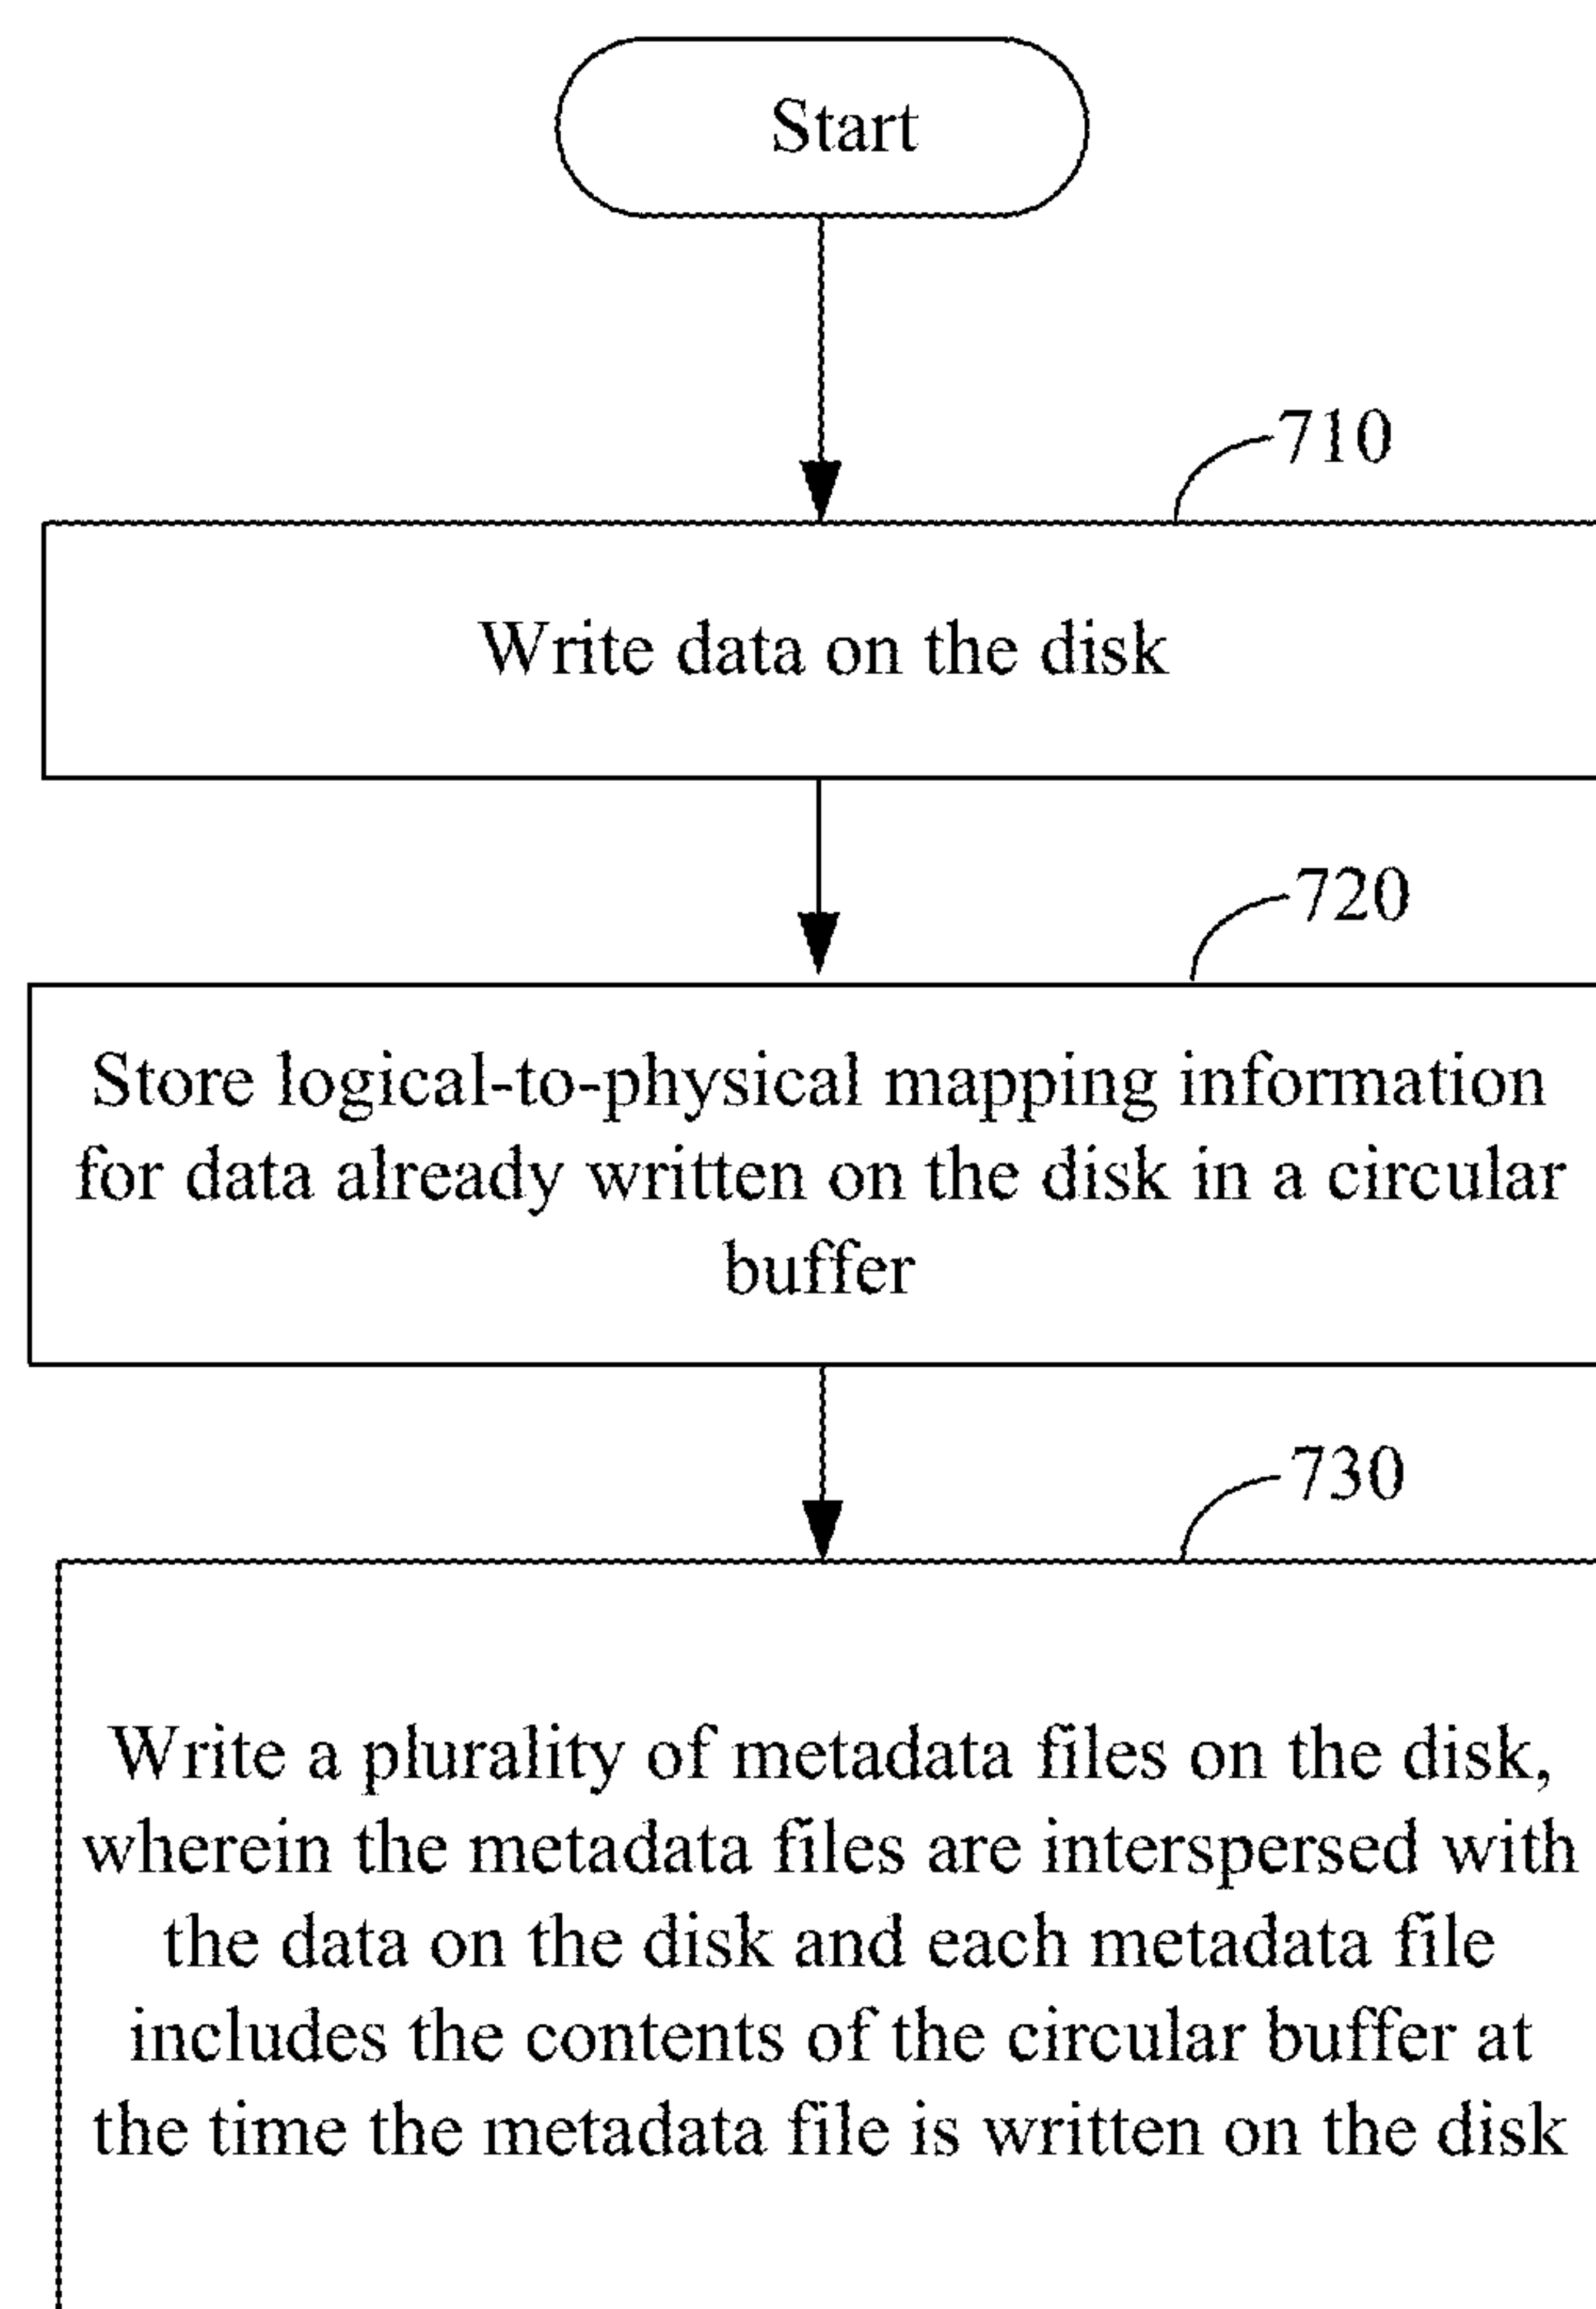 Start
710
Write data on the disk
720
Store logical-to-physical mapping information
for data already written on the disk in a circular
buffer
730
Write a plurality of metadata files on the disk,
wherein the metadata files are interspersed with
the data on the disk and each metadata file
includes the contents of the circular buffer at
the time the metadata file is written on the disk